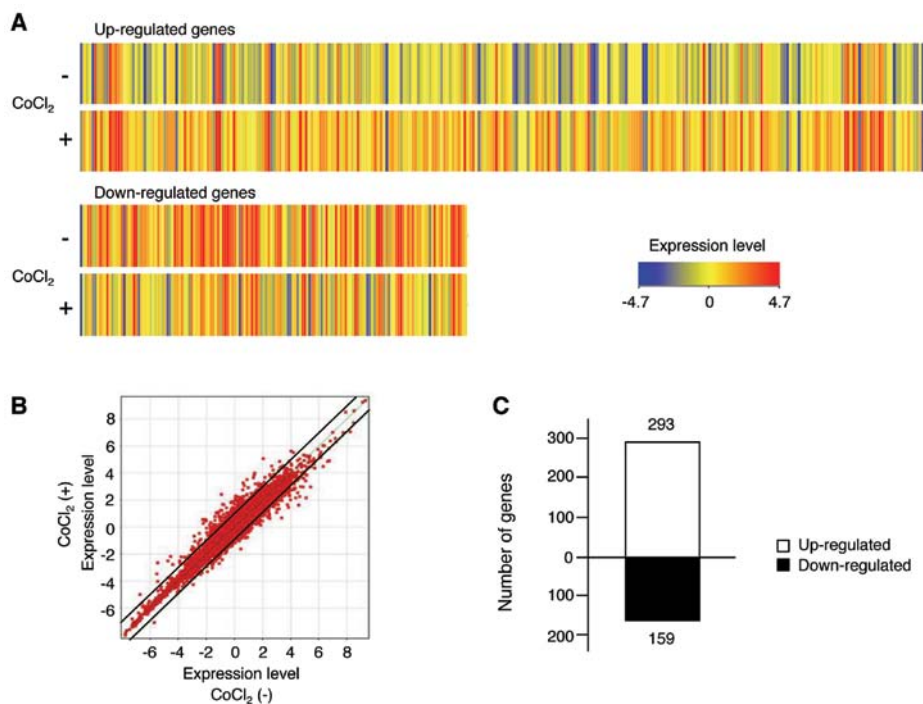 A
Up-regulated genes
-
CoCl2
+
Down-regulated genes
-
CoCl2
+
Expression level
-4.7 0 4.7
B
CoCl2 (+)
Expression level
8
6
4
2
0
-2
-4
-6
-6 -4 -2 0 2 4 6 8
Expression level
CoCl2 (-)
C
Number of genes
300
200
100
0
100
200
293
159
Up-regulated
Down-regulated